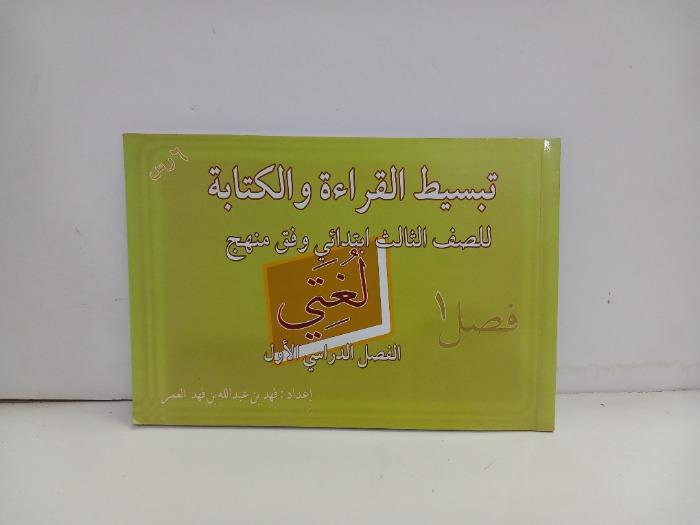 ٦ ر.س
تبسيط القراءة والكتابة
للصف الثالث ابتدائي وفق منهج
لُغَتِي
فصل ١
الفصل الدراسي الأول
إعداد : فهد بن عبدالله بن فهد العمر